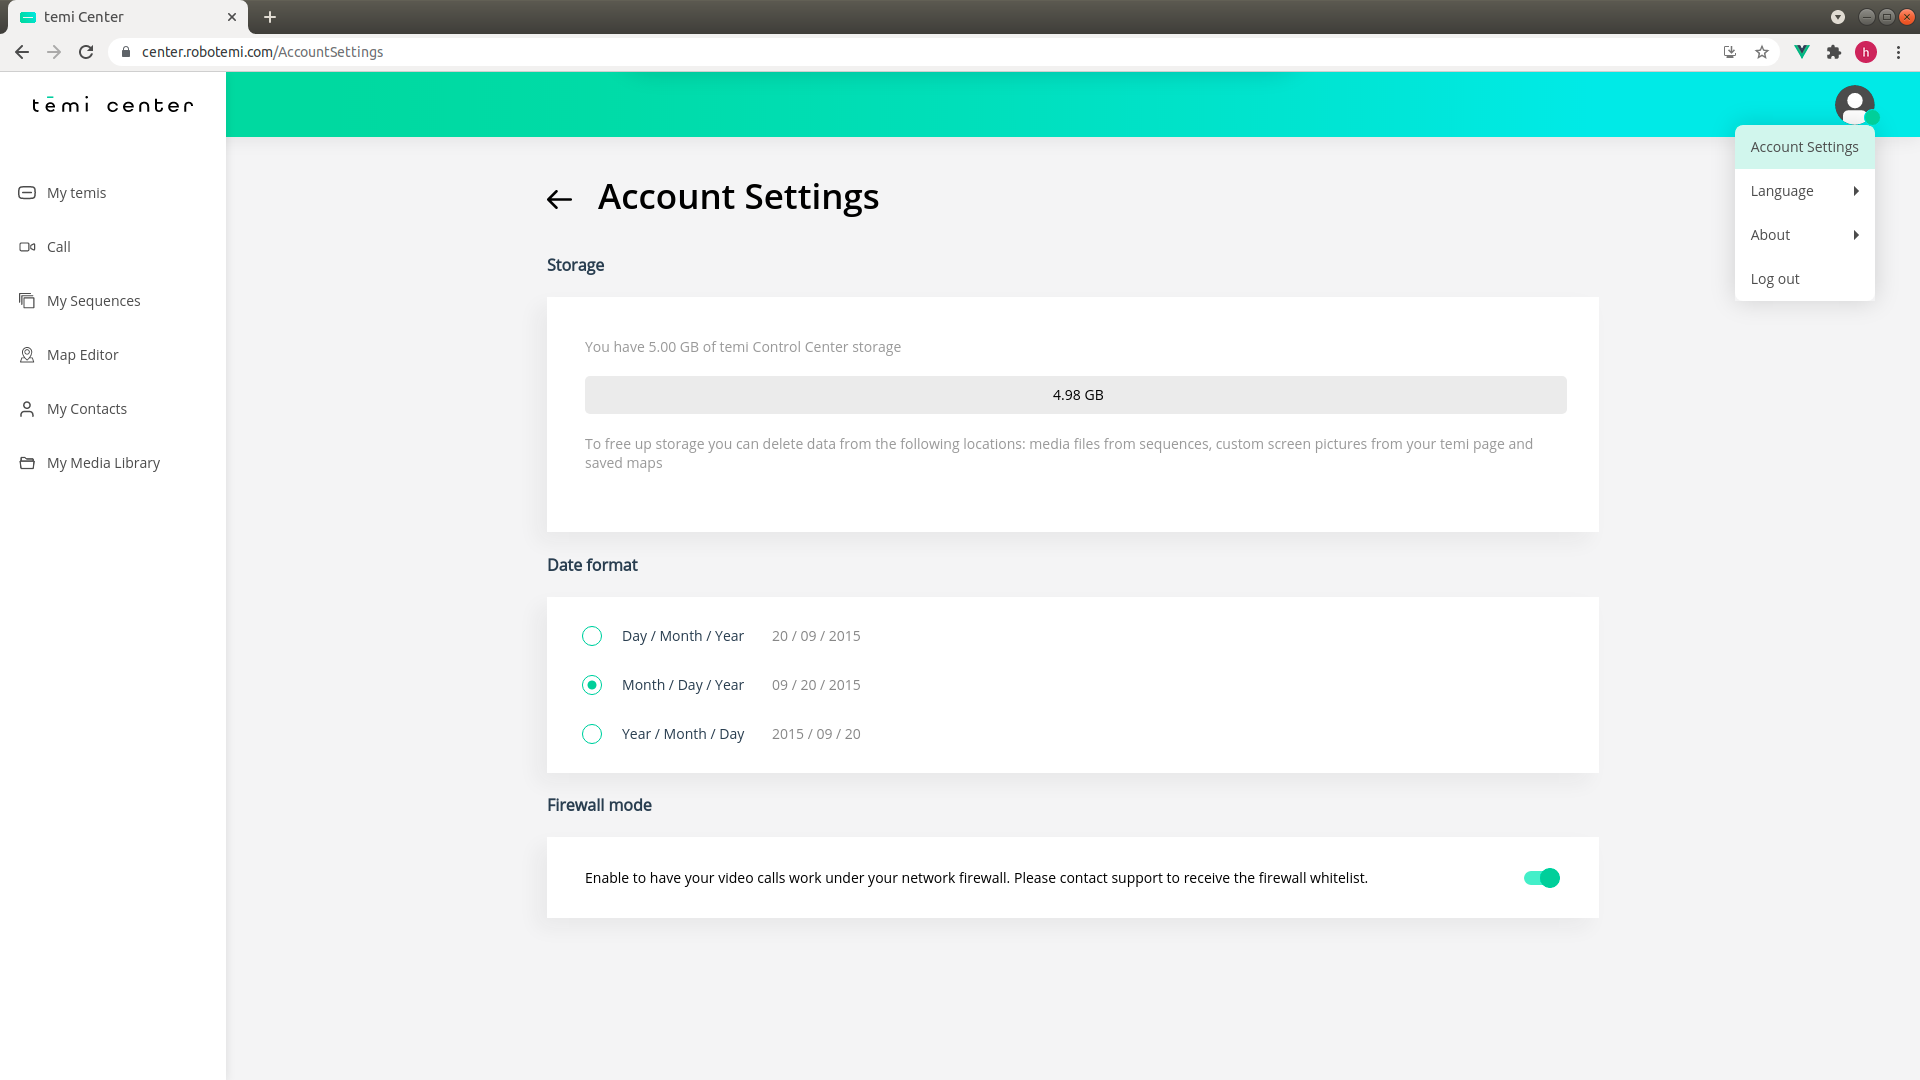 temi Center
center.robotemi.com/AccountSettings
h
tēmi center
My temis
Call
My Sequences
Map Editor
My Contacts
My Media Library
Account Settings
Language
About
Log out
Account Settings
Storage
You have 5.00 GB of temi Control Center storage
4.98 GB
To free up storage you can delete data from the following locations: media files from sequences, custom screen pictures from your temi page and
saved maps
Date format
Day / Month / Year 20 / 09 / 2015
Month / Day / Year 09 / 20 / 2015
Year / Month / Day 2015 / 09 / 20
Firewall mode
Enable to have your video calls work under your network firewall. Please contact support to receive the firewall whitelist.